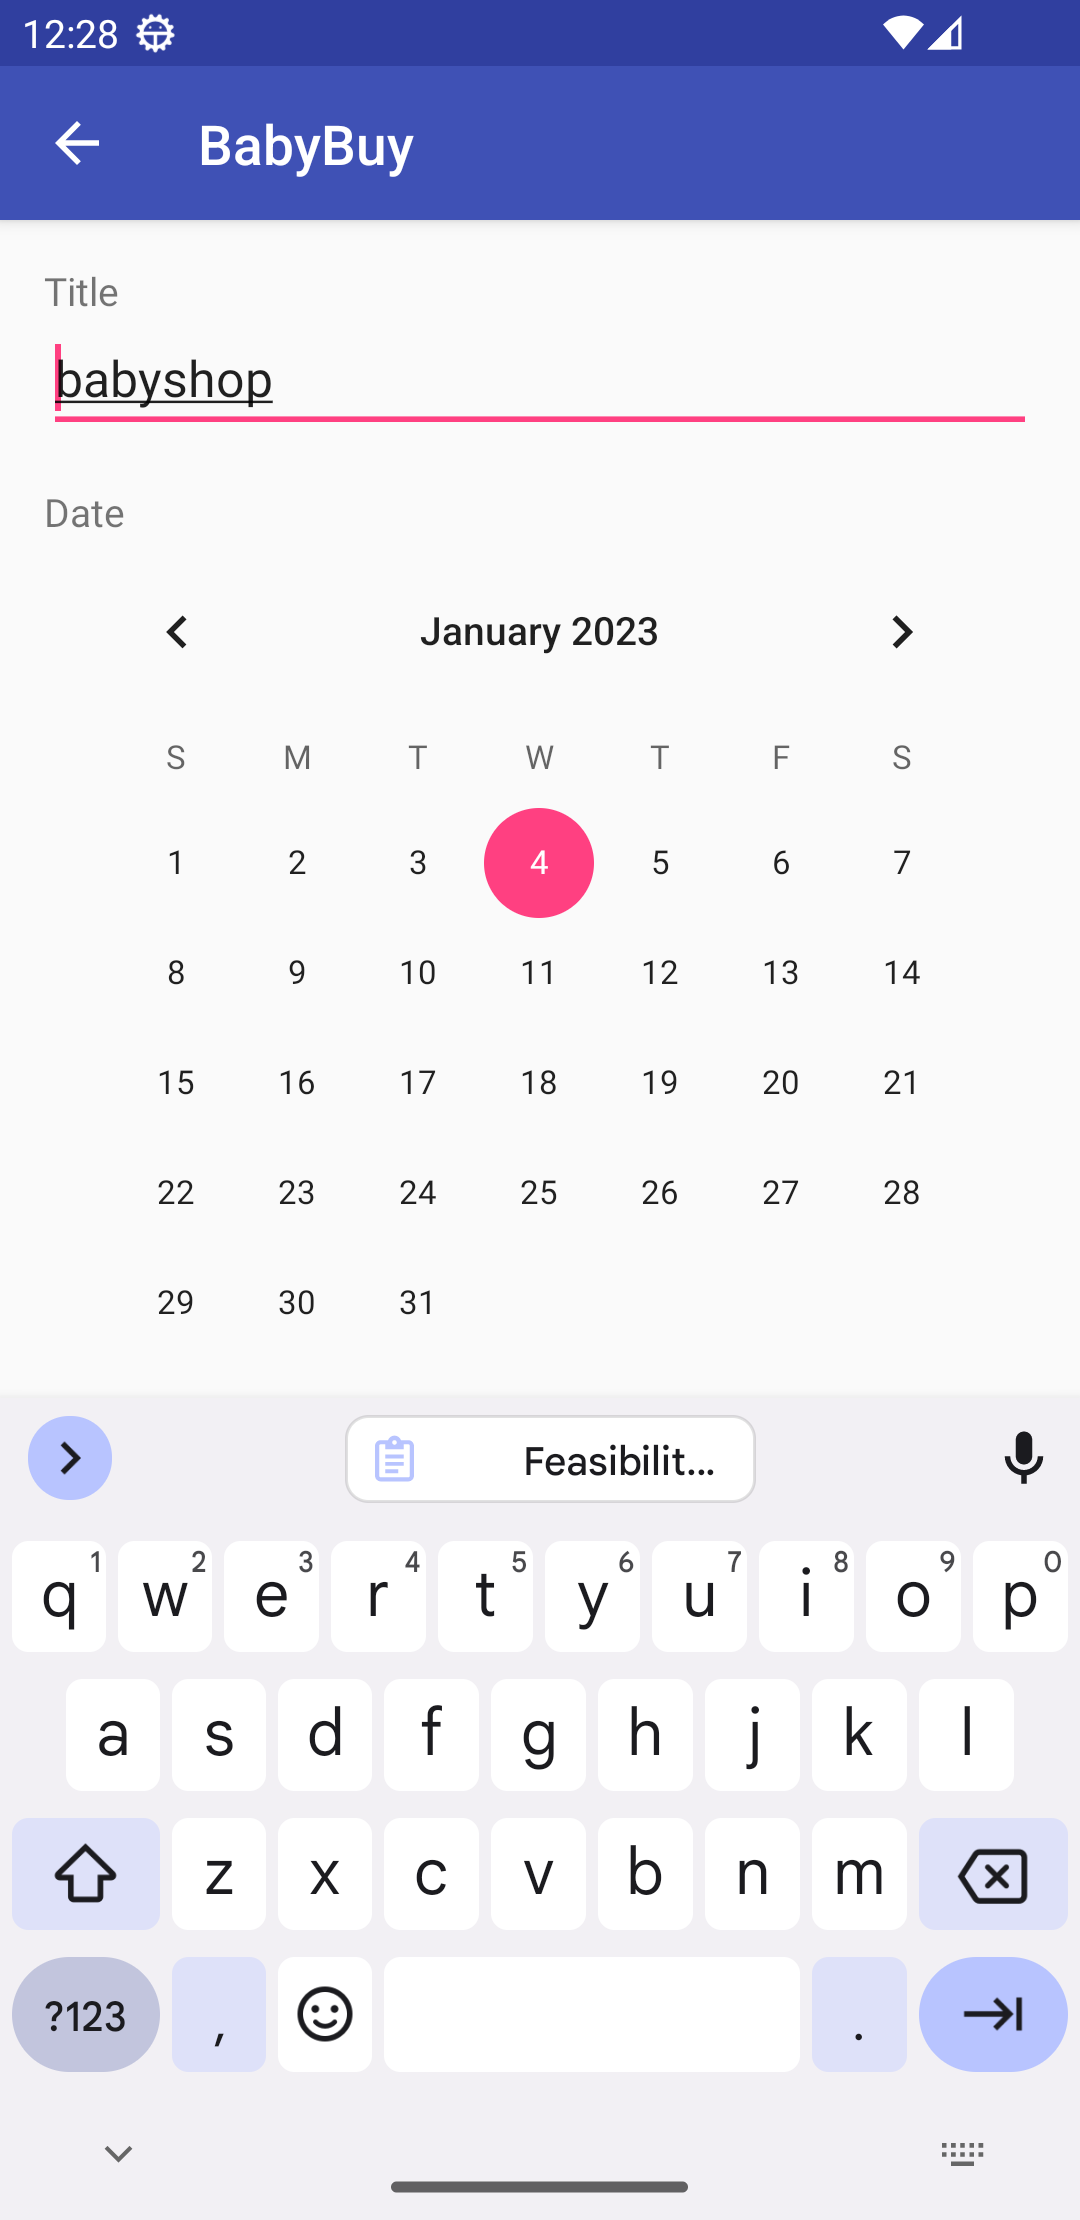 12:28
BabyBuy
Title
babyshop
Date
January 2023
S M T W T F S
1 2 3 4 5 6 7
8 9 10 11 12 13 14
15 16 17 18 19 20 21
22 23 24 25 26 27 28
29 30 31
Feasibilit...
q 1 w 2 e 3 r 4 t 5 y 6 u 7 i 8 o 9 p 0
a s d f g h j k l
z x c v b n m
?123 , .